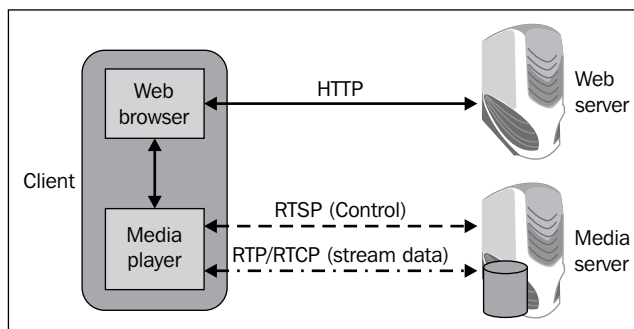 Web
browser
HTTP
Web
server
Client
RTSP (Control)
Media
player
RTP/RTCP (stream data)
Media
server